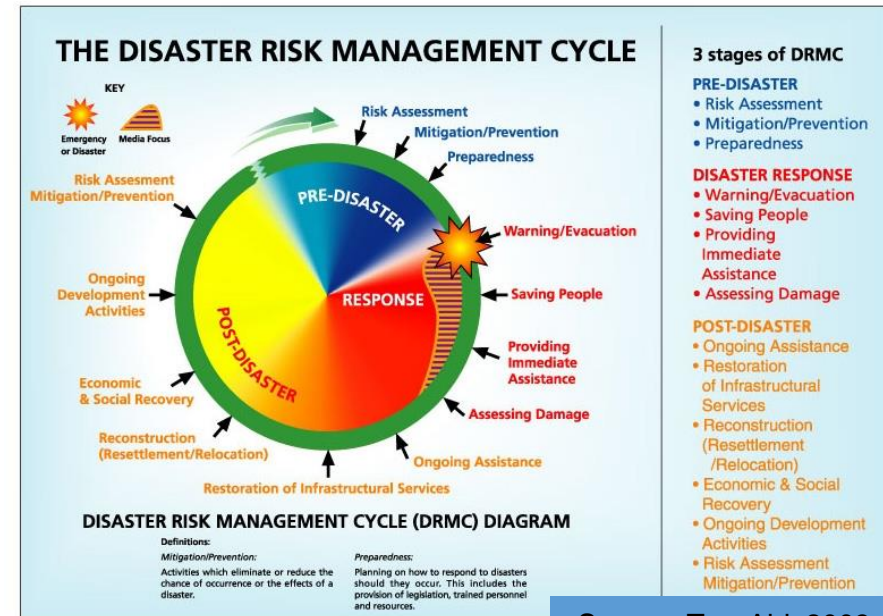 THE DISASTER RISK MANAGEMENT CYCLE
KEY
Emergency
or Disaster
Media Focus
Risk Assessment
Mitigation/Prevention
Preparedness
Warning/Evacuation
Saving People
Providing
Immediate
Assistance
Assessing Damage
Ongoing Assistance
Restoration of Infrastructural Services
Reconstruction
(Resettlement/Relocation)
Economic
& Social Recovery
Ongoing
Development
Activities
Risk Assesment
Mitigation/Prevention
PRE-DISASTER
RESPONSE
POST-DISASTER
DISASTER RISK MANAGEMENT CYCLE (DRMC) DIAGRAM
Definitions:
Mitigation/Prevention:
Activities which eliminate or reduce the
chance of occurrence or the effects of a
disaster.
Preparedness:
Planning on how to respond to disasters
should they occur. This includes the
provision of legislation, trained personnel
and resources.
3 stages of DRMC
PRE-DISASTER
• Risk Assessment
• Mitigation/Prevention
• Preparedness
DISASTER RESPONSE
• Warning/Evacuation
• Saving People
• Providing
Immediate
Assistance
• Assessing Damage
POST-DISASTER
• Ongoing Assistance
• Restoration
of Infrastructural
Services
• Reconstruction
(Resettlement
/Relocation)
• Economic & Social
Recovery
• Ongoing Development
Activities
• Risk Assessment
Mitigation/Prevention